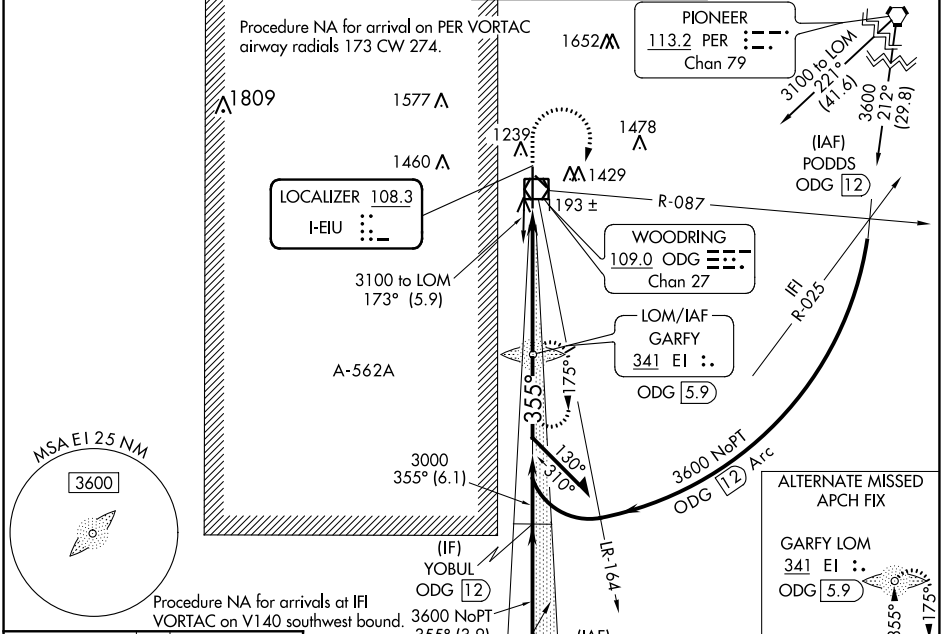 Procedure NA for arrival on PER VORTAC
airway radials 173 CW 274.
1652
PIONEER
113.2 PER
Chan 79
3100 to LOM
221°
(41.6)
3600
212°
(29.8)
1809
1577
1239
1478
1460
1429
(IAF)
PODDS
ODG 12
LOCALIZER 108.3
I-EIU
1193 ±
R-087
WOODRING
109.0 ODG
Chan 27
IFI
R-025
3100 to LOM
173° (5.9)
LOM/IAF
GARFY
341 EI
ODG 5.9
A-562A
355°
175°
MSA EI 25 NM
3600
3000
355° (6.1)
130°
310°
3600 NoPT
ODG 12 Arc
LR-164
ALTERNATE MISSED
APCH FIX
GARFY LOM
341 EI
ODG 5.9
355°
175°
(IF)
YOBUL
ODG 12
Procedure NA for arrivals at IFI
VORTAC on V140 southwest bound.
3600 NoPT
355° (3.9)
(IAF)